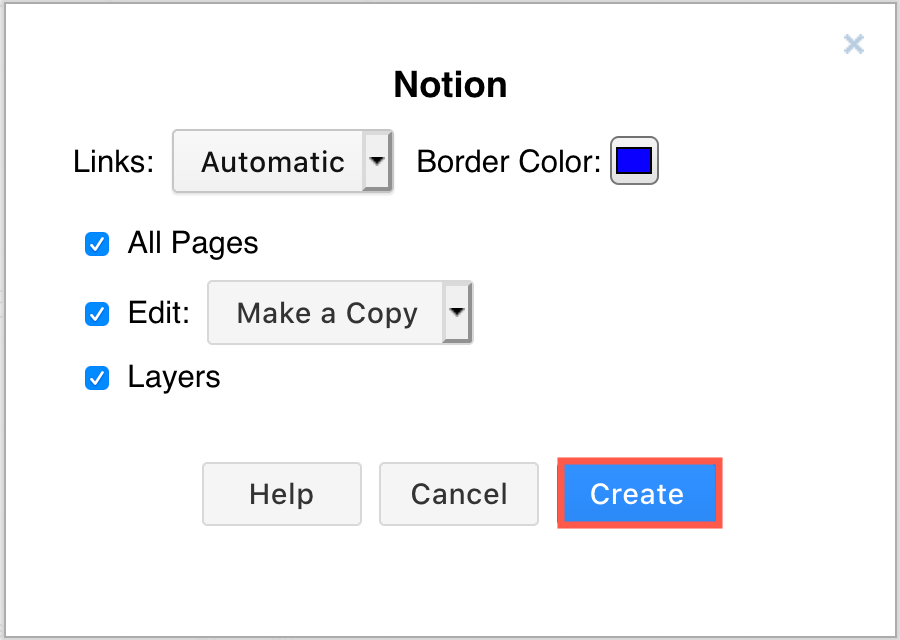 Notion
Links: Automatic Border Color:
All Pages
Edit: Make a Copy
Layers
Help Cancel Create